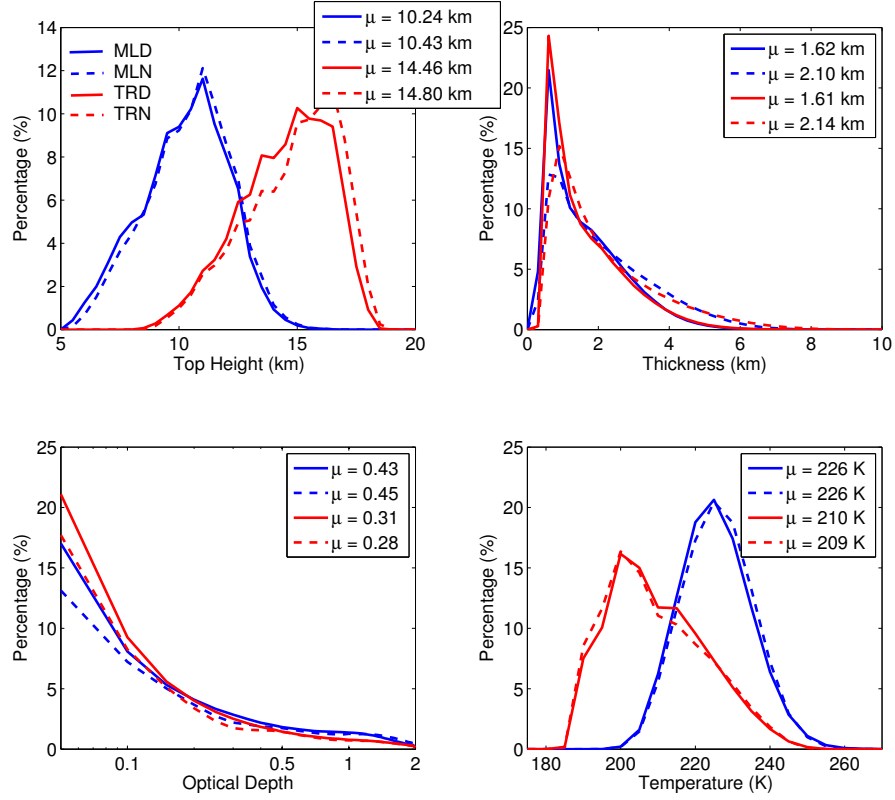 μ = 10.24 km
μ = 10.43 km
μ = 14.46 km
μ = 14.80 km
MLD
MLN
TRD
TRN
14
12
10
8
6
4
2
0
Percentage (%)
5
10
15
20
Top Height (km)
μ = 1.62 km
μ = 2.10 km
μ = 1.61 km
μ = 2.14 km
25
20
15
10
5
0
Percentage (%)
0
2
4
6
8
10
Thickness (km)
μ = 0.43
μ = 0.45
μ = 0.31
μ = 0.28
25
20
15
10
5
0
Percentage (%)
0.1
0.5
1
2
Optical Depth
μ = 226 K
μ = 226 K
μ = 210 K
μ = 209 K
25
20
15
10
5
0
Percentage (%)
180
200
220
240
260
Temperature (K)